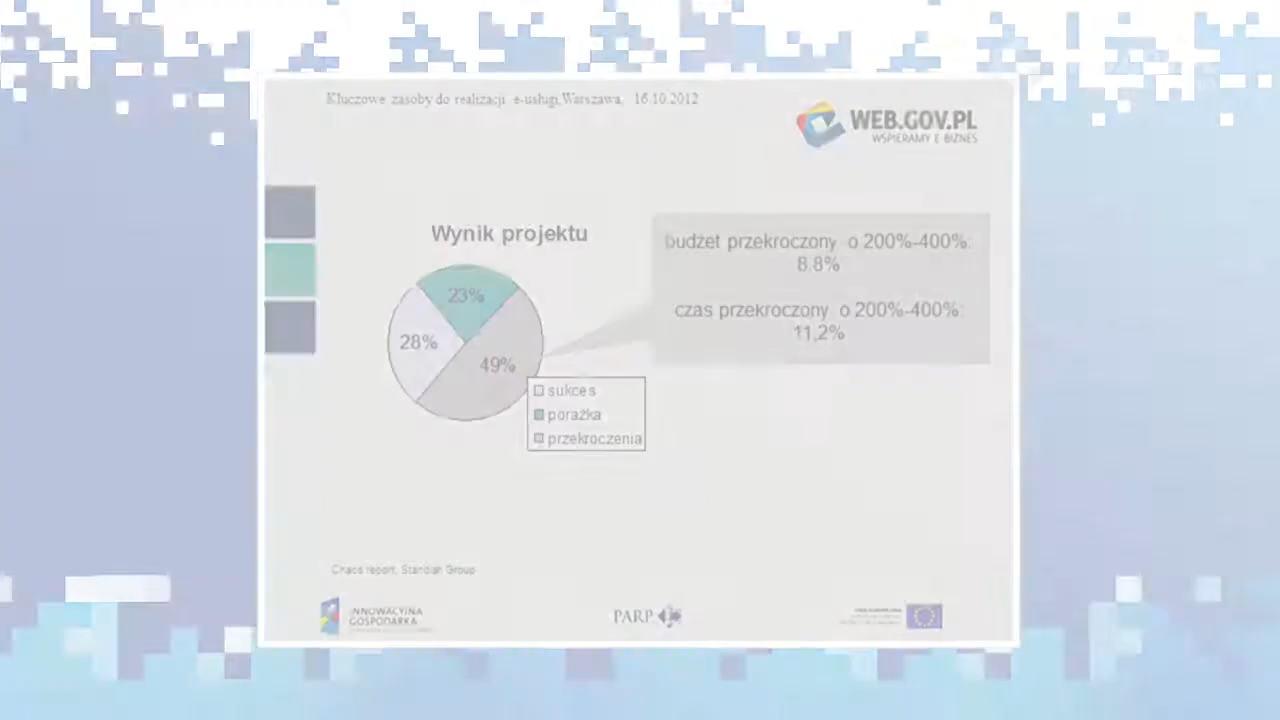 Kluczowe zasoby do realizacji e-usługi, Warszawa, 16.10.2012
WEB.GOV.PL
WSPIERAMY E-BIZNES
Wynik projektu
23%
28%
49%
sukces
porażka
przekroczenia
budżet przekroczony o 200%-400%:
8.8%
czas przekroczony o 200%-400%:
11,2%
Chaos report, Standish Group
INNOWACYJNA
GOSPODARKA
PARP